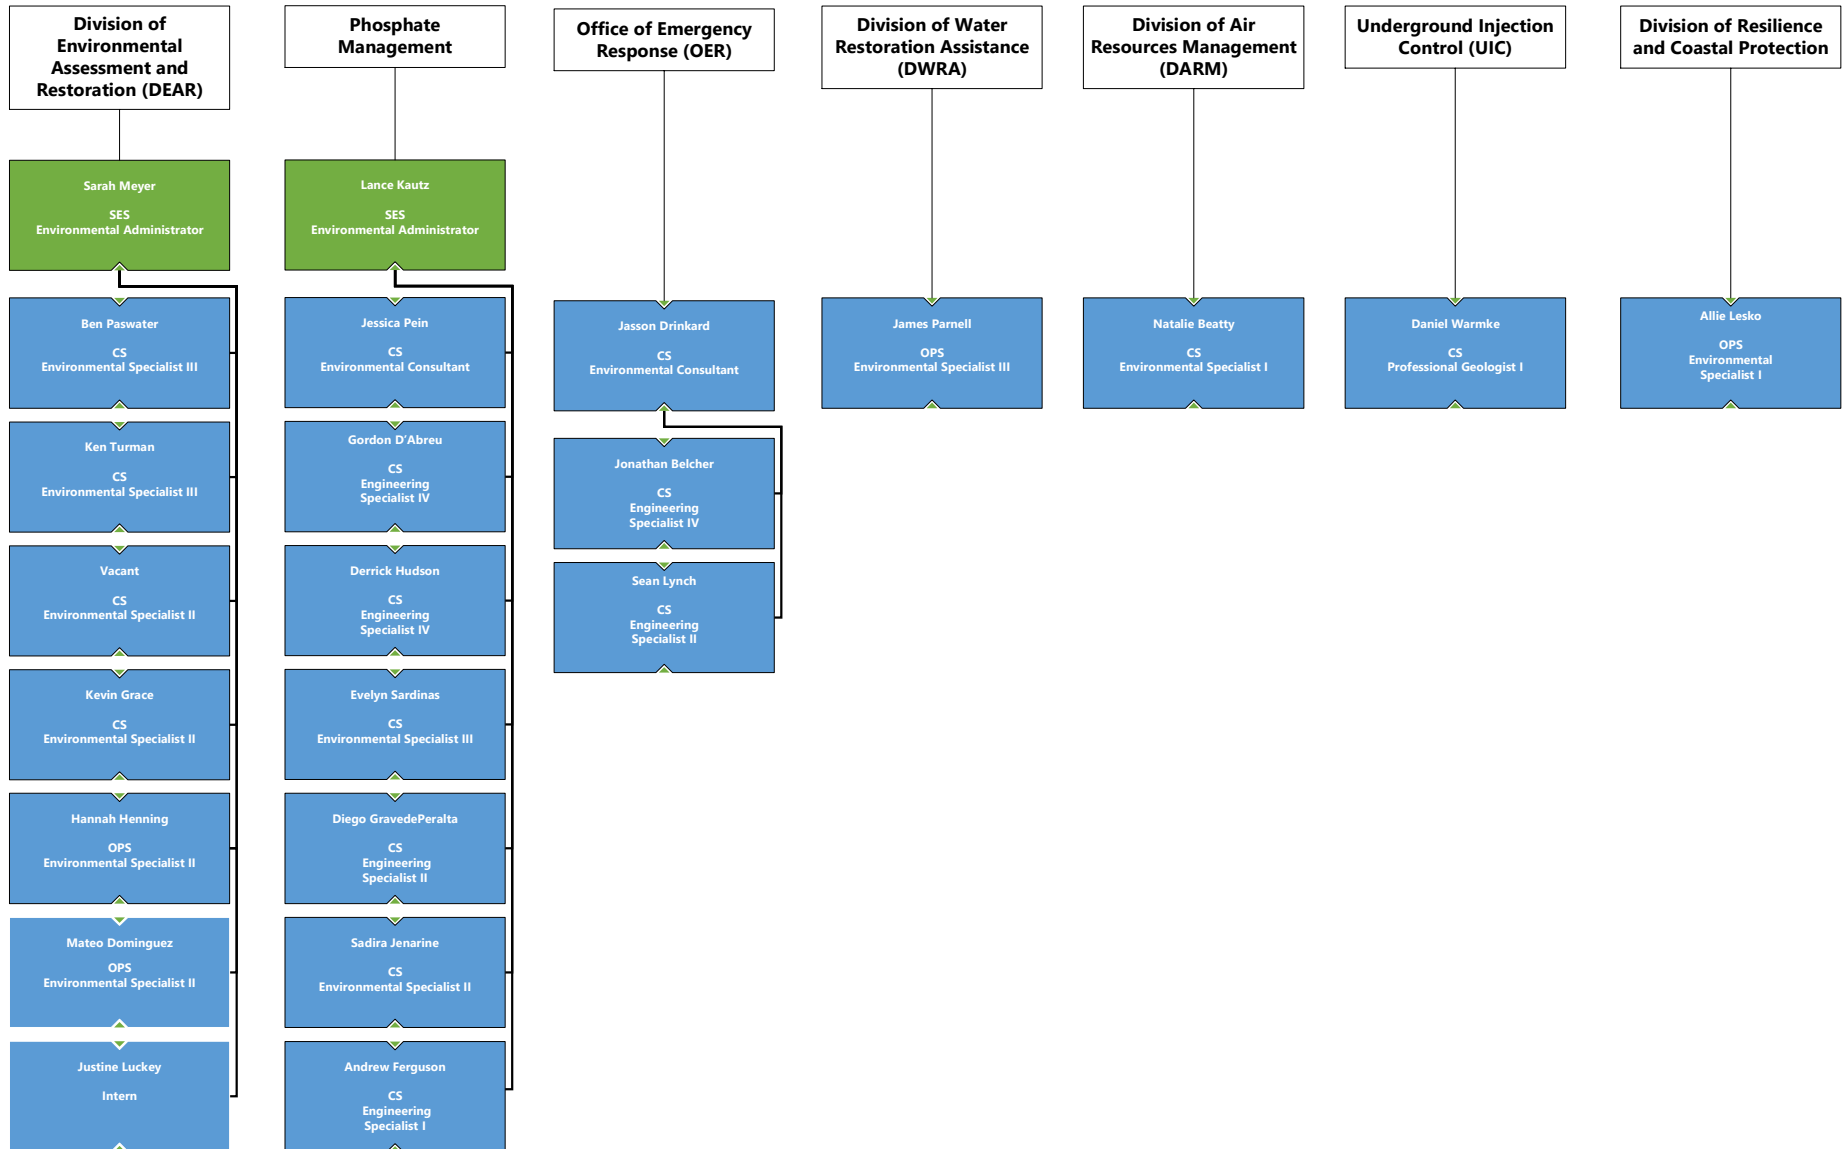 Division of
Environmental
Assessment and
Restoration (DEAR)
Sarah Meyer
SES
Environmental Administrator
Ben Paswater
CS
Environmental Specialist III
Ken Turman
CS
Environmental Specialist III
Vacant
CS
Environmental Specialist II
Kevin Grace
CS
Environmental Specialist II
Hannah Henning
OPS
Environmental Specialist II
Mateo Dominguez
OPS
Environmental Specialist II
Justine Luckey
Intern
Phosphate
Management
Lance Kautz
SES
Environmental Administrator
Jessica Pein
CS
Environmental Consultant
Gordon D'Abreu
CS
Engineering
Specialist IV
Derrick Hudson
CS
Engineering
Specialist IV
Evelyn Sardinas
CS
Environmental Specialist III
Diego GravedePeralta
CS
Engineering
Specialist II
Sadira Jenarine
CS
Environmental Specialist II
Andrew Ferguson
CS
Engineering
Specialist I
Office of Emergency
Response (OER)
Jasson Drinkard
CS
Environmental Consultant
Jonathan Belcher
CS
Engineering
Specialist IV
Sean Lynch
CS
Engineering
Specialist II
Division of Water
Restoration Assistance
(DWRA)
James Parnell
OPS
Environmental Specialist III
Division of Air
Resources Management
(DARM)
Natalie Beatty
CS
Environmental Specialist I
Underground Injection
Control (UIC)
Daniel Warmke
CS
Professional Geologist I
Division of Resilience
and Coastal Protection
Allie Lesko
OPS
Environmental
Specialist I